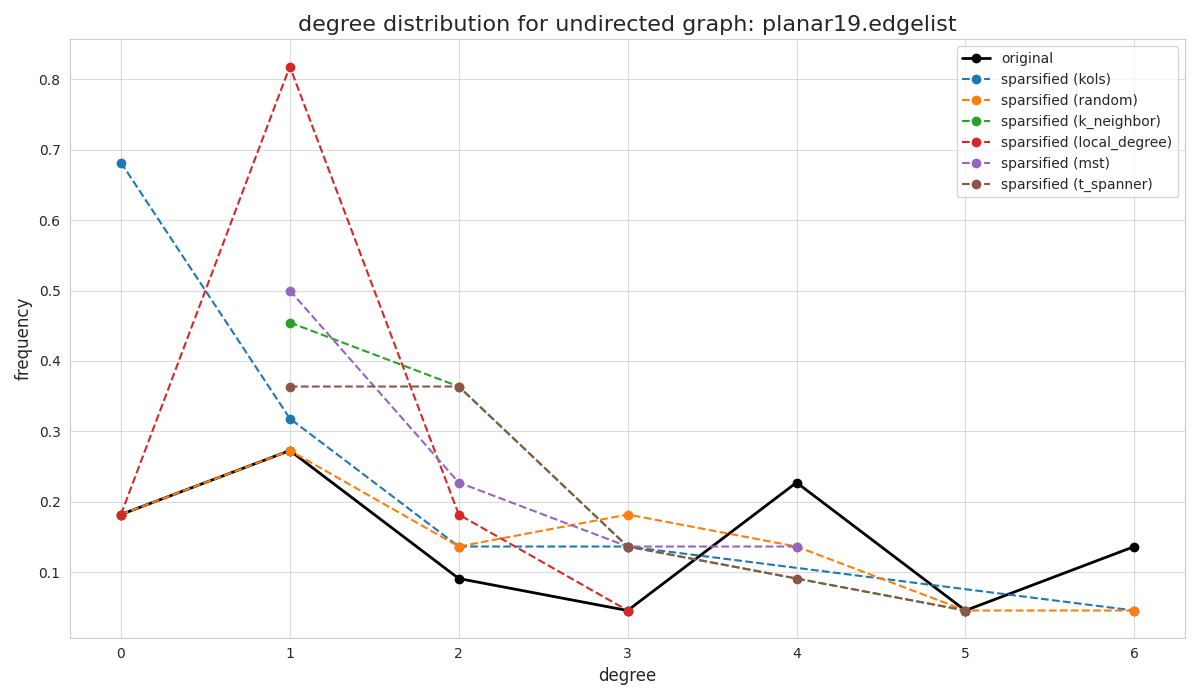 degree distribution for undirected graph: planar19.edgelist
original
sparsified (kols)
sparsified (random)
sparsified (k_neighbor)
sparsified (local_degree)
sparsified (mst)
sparsified (t_spanner)
frequency
0.8
0.7
0.6
0.5
0.4
0.3
0.2
0.1
0 1 2 3 4 5 6
degree